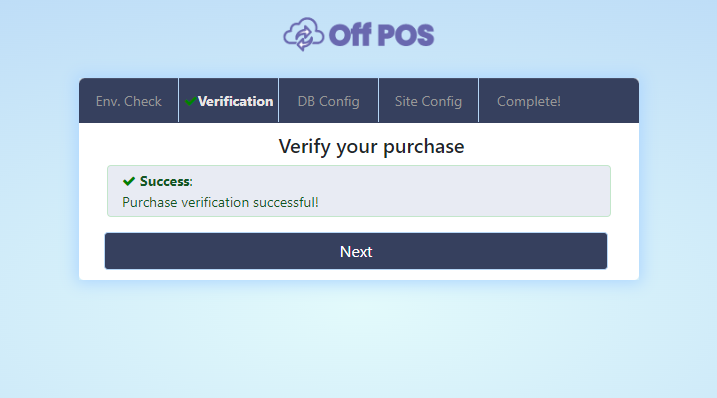 Off POS
Env. Check
Verification
DB Config
Site Config
Complete!
Verify your purchase
Success:
Purchase verification successful!
Next